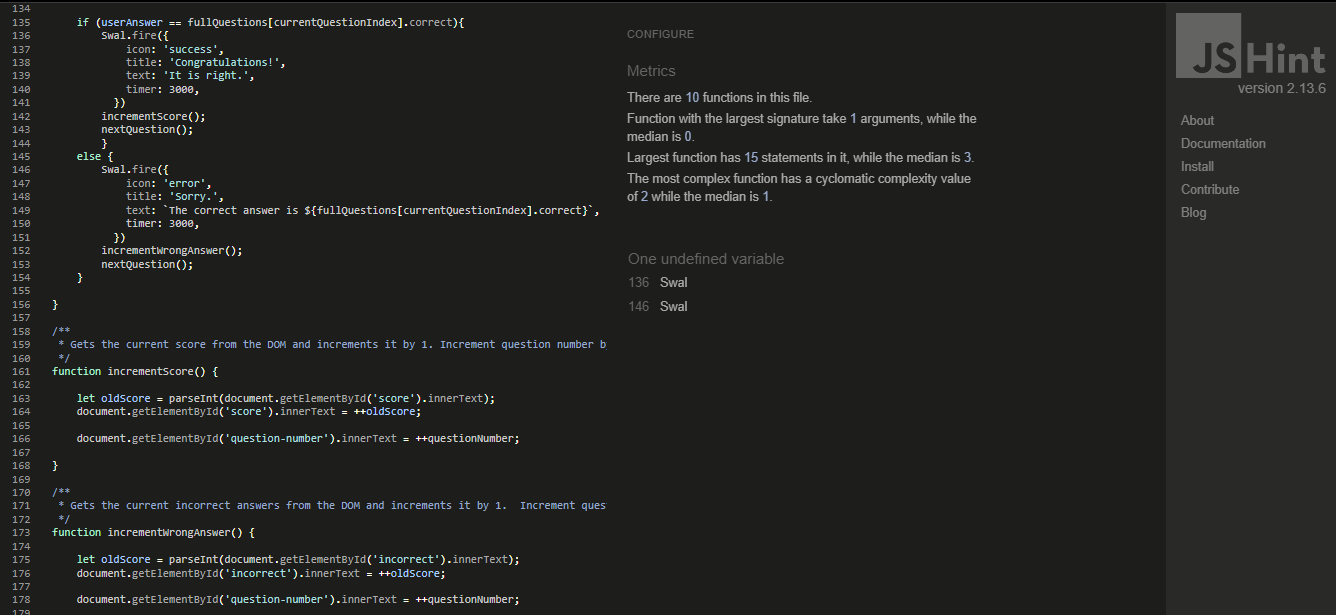 134
135 if (userAnswer == fullQuestions[currentQuestionIndex].correct){
136 Swal.fire({
137 icon: 'success',
138 title: 'Congratulations!',
139 text: 'It is right.',
140 timer: 3000,
141 })
142 incrementScore();
143 nextQuestion();
144 }
145 else {
146 Swal.fire({
147 icon: 'error',
148 title: 'Sorry.',
149 text: `The correct answer is ${fullQuestions[currentQuestionIndex].correct}`,
150 timer: 3000,
151 })
152 incrementWrongAnswer();
153 nextQuestion();
154 }
155
156 }
157
158 /**
159 * Gets the current score from the DOM and increments it by 1. Increment question number b
160 */
161 function incrementScore() {
162
163 let oldScore = parseInt(document.getElementById('score').innerText);
164 document.getElementById('score').innerText = ++oldScore;
165
166 document.getElementById('question-number').innerText = ++questionNumber;
167
168 }
169
170 /**
171 * Gets the current incorrect answers from the DOM and increments it by 1.  Increment ques
172 */
173 function incrementWrongAnswer() {
174
175 let oldScore = parseInt(document.getElementById('incorrect').innerText);
176 document.getElementById('incorrect').innerText = ++oldScore;
177
178 document.getElementById('question-number').innerText = ++questionNumber;
179
CONFIGURE
Metrics
There are 10 functions in this file.
Function with the largest signature take 1 arguments, while the
median is 0.
Largest function has 15 statements in it, while the median is 3.
The most complex function has a cyclomatic complexity value
of 2 while the median is 1.
One undefined variable
136 Swal
146 Swal
JSHint
version 2.13.6
About
Documentation
Install
Contribute
Blog